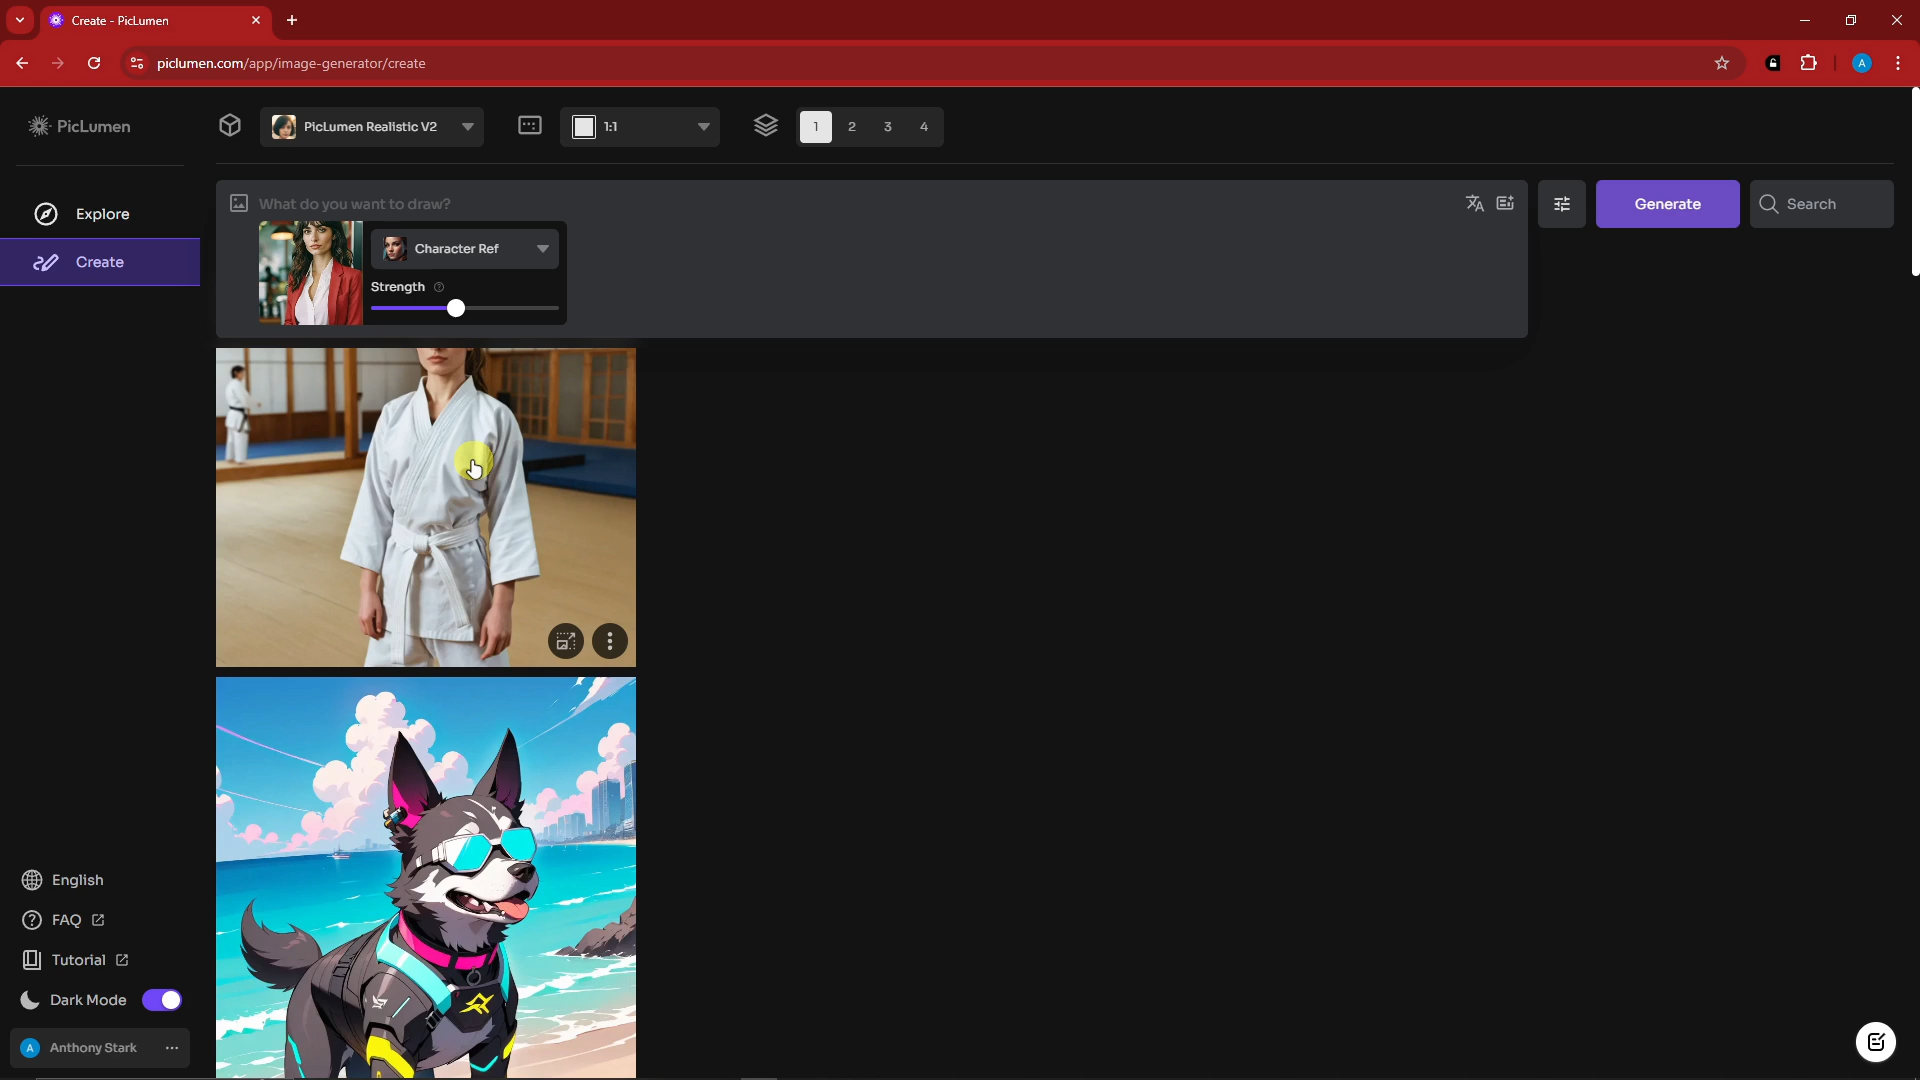 Create - PicLumen
piclumen.com/app/image-generator/create
A
PicLumen
PicLumen Realistic V2
1:1
1 2 3 4
Explore
Create
What do you want to draw?
Generate
Search
Character Ref
Strength
English
FAQ
Tutorial
Dark Mode
A Anthony Stark